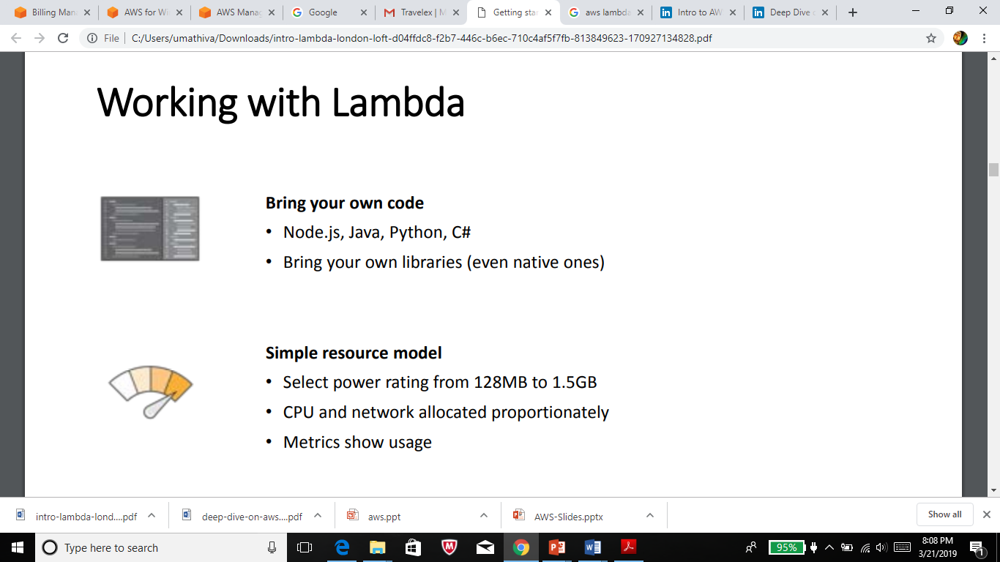 Billing Man
AWS for Wi
AWS Manag
Google
Travelex | M
Getting star
aws lambda
Intro to AW
Deep Dive o
File
C:/Users/umathiva/Downloads/intro-lambda-london-loft-d04ffdc8-f2b7-446c-b6ec-710c4af5f7fb-813849623-170927134828.pdf
Working with Lambda
Bring your own code
• Node.js, Java, Python, C#
• Bring your own libraries (even native ones)
Simple resource model
• Select power rating from 128MB to 1.5GB
• CPU and network allocated proportionately
• Metrics show usage
intro-lambda-lond....pdf
deep-dive-on-aws....pdf
aws.ppt
AWS-Slides.pptx
Show all
Type here to search
95%
8:08 PM
3/21/2019
1